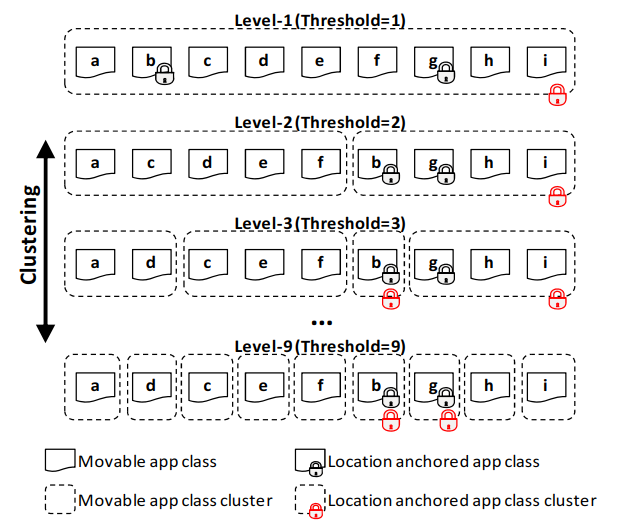 Level-1 (Threshold=1)
a b c d e f g h i
Level-2 (Threshold=2)
a c d e f b g h i
Level-3 (Threshold=3)
a d c e f b g h i
...
Level-9 (Threshold=9)
a d c e f b g h i
Clustering
Movable app class Location anchored app class
Movable app class cluster Location anchored app class cluster